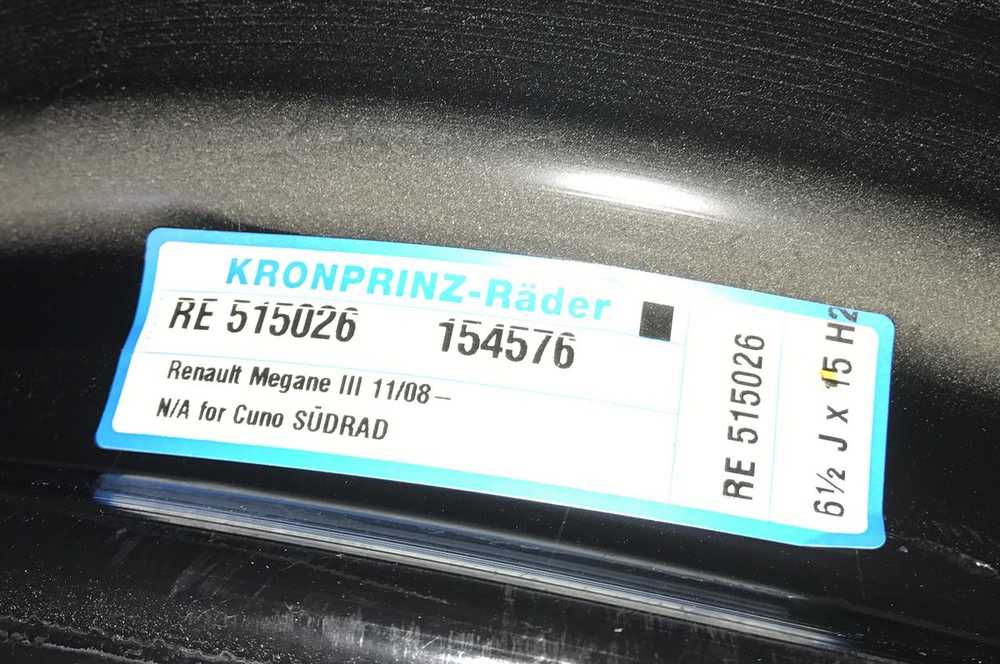 KRONPRINZ-Räder
RE 515026 154576
Renault Megane III 11/08–
N/A for Cuno SÜDRAD
RE 515026
6½ J x 15 H2